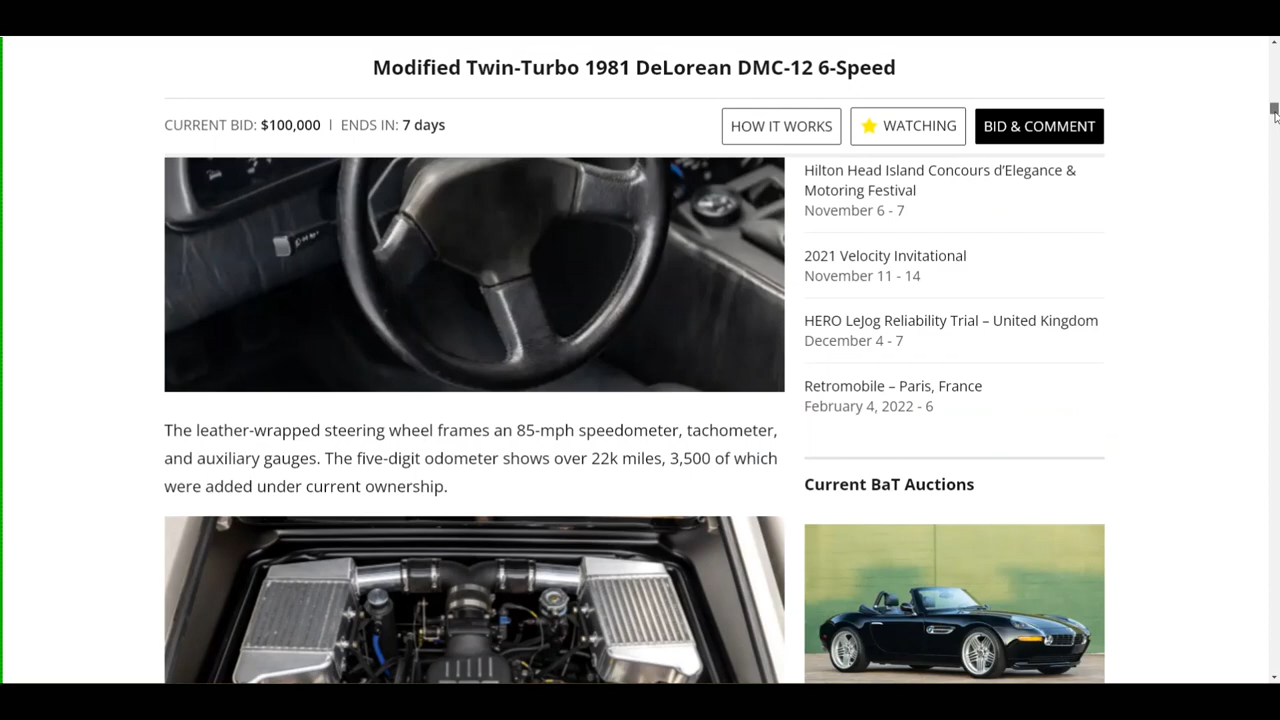 Modified Twin-Turbo 1981 DeLorean DMC-12 6-Speed
CURRENT BID: $100,000 | ENDS IN: 7 days
HOW IT WORKS
WATCHING
BID & COMMENT
The leather-wrapped steering wheel frames an 85-mph speedometer, tachometer,
and auxiliary gauges. The five-digit odometer shows over 22k miles, 3,500 of which
were added under current ownership.
Hilton Head Island Concours d’Elegance &
Motoring Festival
November 6 - 7
2021 Velocity Invitational
November 11 - 14
HERO LeJog Reliability Trial – United Kingdom
December 4 - 7
Retromobile – Paris, France
February 4, 2022 - 6
Current BaT Auctions